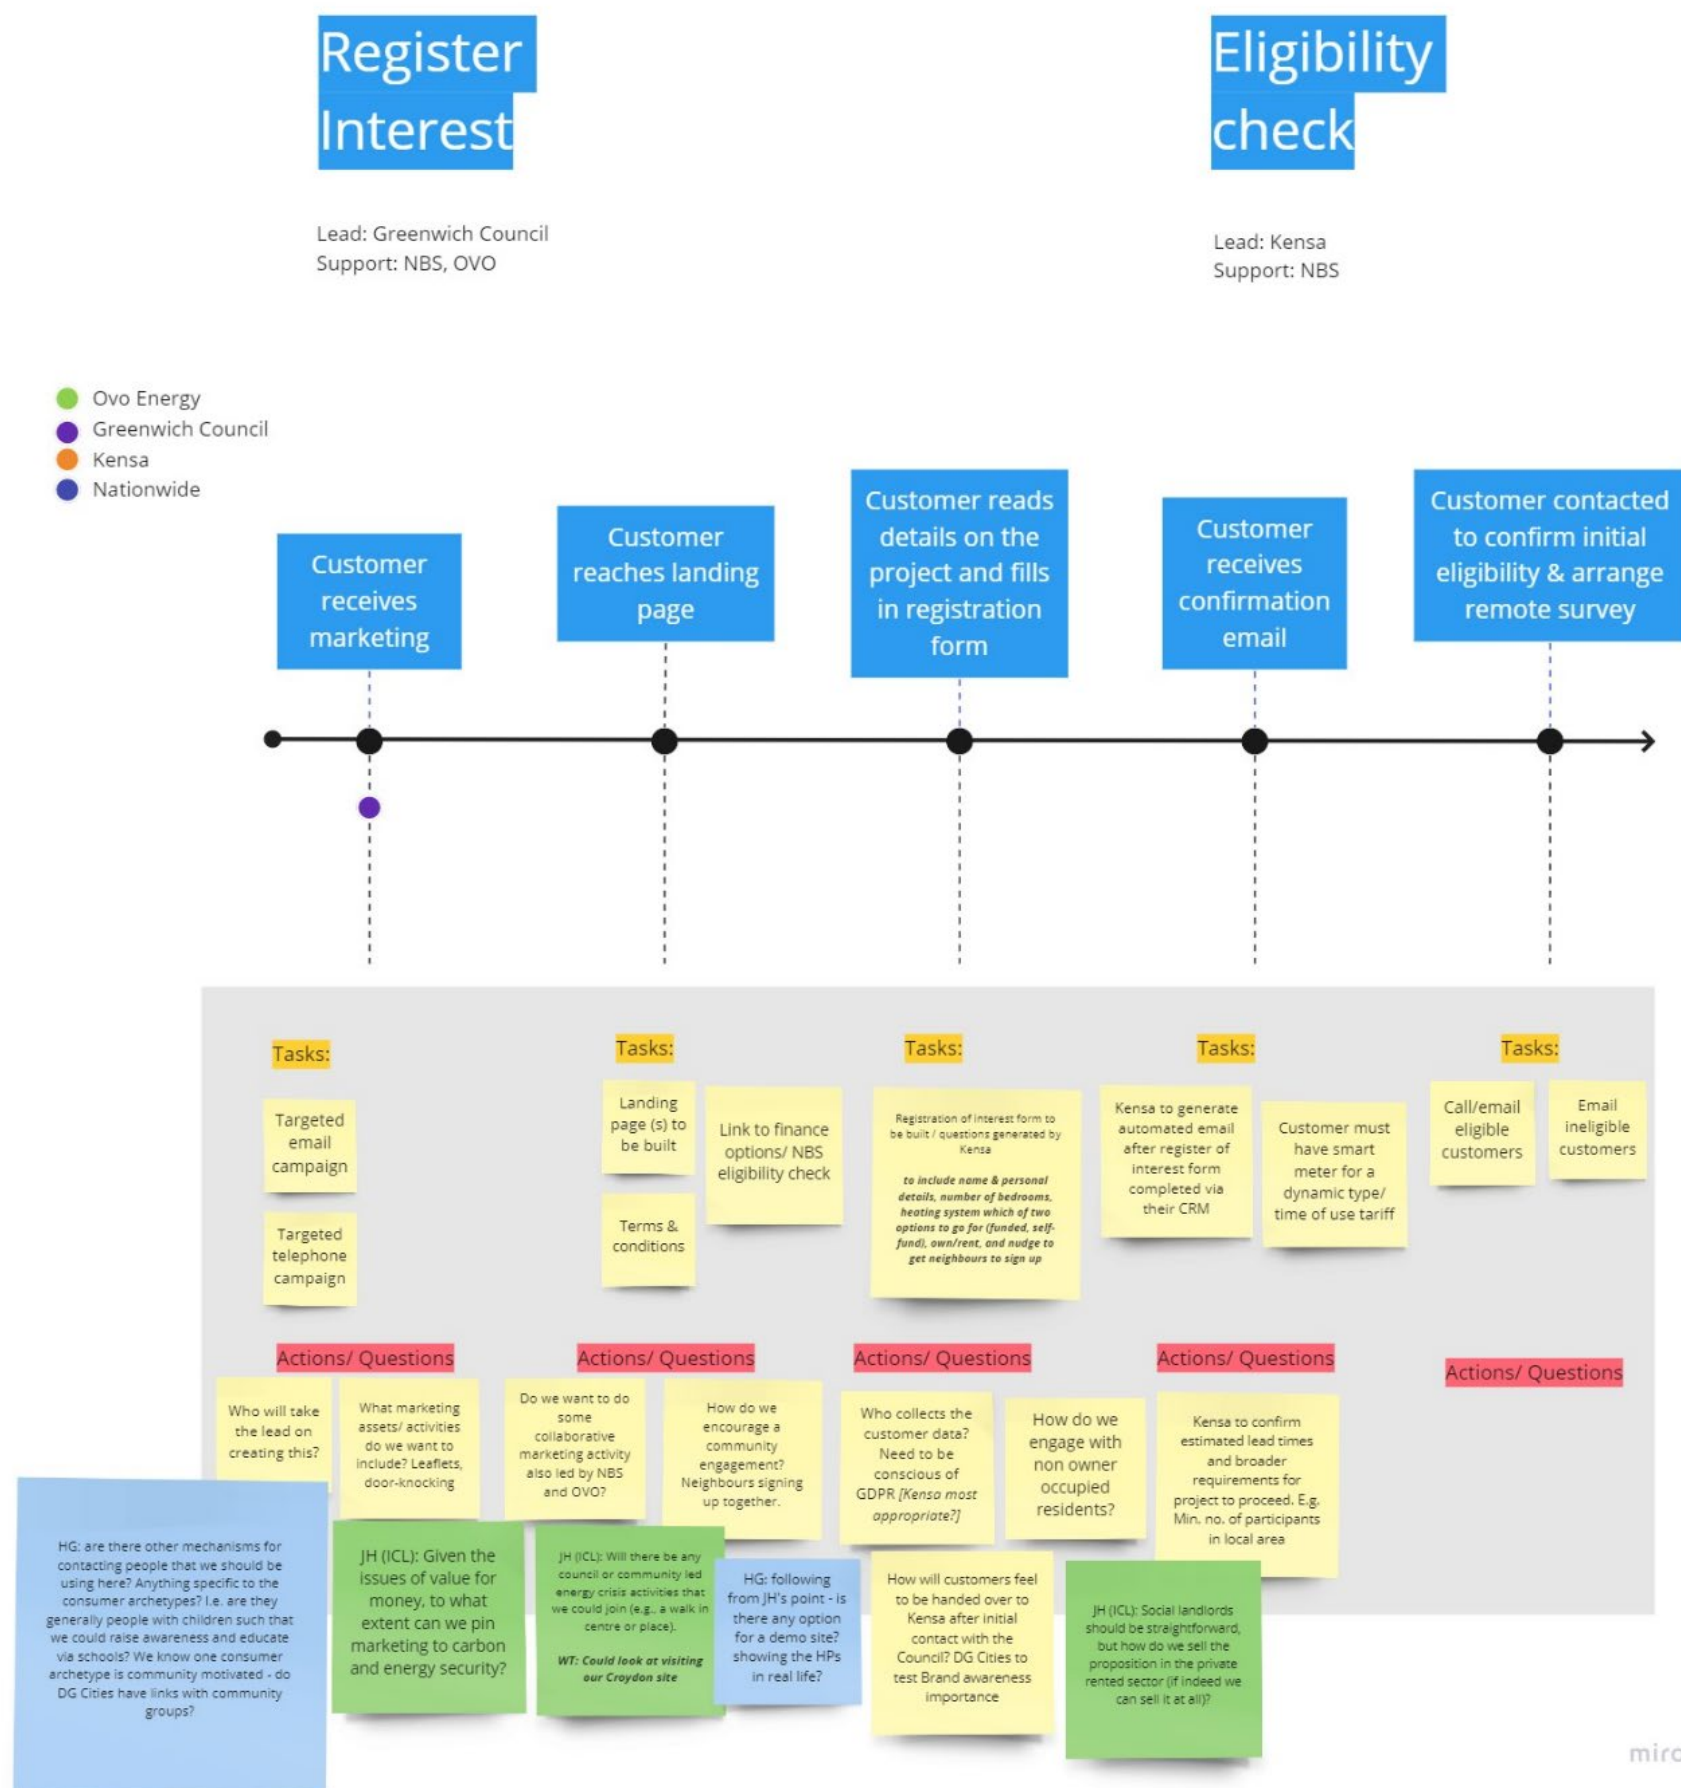 Register
Interest
Eligibility
check
Lead: Greenwich Council
Support: NBS, OVO
Lead: Kensa
Support: NBS
Ovo Energy
Greenwich Council
Kensa
Nationwide
Customer
receives
marketing
Customer
reaches landing
page
Customer reads
details on the
project and fills
in registration
form
Customer
receives
confirmation
email
Customer contacted
to confirm initial
eligibility & arrange
remote survey
Tasks:
Targeted
email
campaign
Targeted
telephone
campaign
Tasks:
Landing
page (s) to
be built
Link to finance
options/ NBS
eligibility check
Terms &
conditions
Tasks:
Registration of interest form to
be built / questions generated by
Kensa
to include name & personal
details, number of bedrooms,
heating system which of two
options to go for (funded, self-
fund), own/rent, and nudge to
get neighbours to sign up
Tasks:
Kensa to generate
automated email
after register of
interest form
completed via
their CRM
Customer must
have smart
meter for a
dynamic type/
time of use tariff
Tasks:
Call/email
eligible
customers
Email
ineligible
customers
Actions/ Questions
Who will take
the lead on
creating this?
What marketing
assets/ activities
do we want to
include? Leaflets,
door-knocking
HG: are there other mechanisms for
contacting people that we should be
using here? Anything specific to the
consumer archetypes? I.e. are they
generally people with children such that
we could raise awareness and educate
via schools? We know one consumer
archetype is community motivated - do
DG Cities have links with community
groups?
JH (ICL): Given the
issues of value for
money, to what
extent can we pin
marketing to carbon
and energy security?
Actions/ Questions
Do we want to do
some
collaborative
marketing activity
also led by NBS
and OVO?
How do we
encourage a
community
engagement?
Neighbours signing
up together.
JH (ICL): Will there be any
council or community led
energy crisis activities that
we could join (e.g., a walk in
centre or place).
WT: Could look at visiting
our Croydon site
HG: following
from JH's point - is
there any option
for a demo site?
showing the HPs
in real life?
Actions/ Questions
Who collects the
customer data?
Need to be
conscious of
GDPR [Kensa most
appropriate?]
How do we
engage with
non owner
occupied
residents?
How will customers feel
to be handed over to
Kensa after initial
contact with the
Council? DG Cities to
test Brand awareness
importance
Actions/ Questions
Kensa to confirm
estimated lead times
and broader
requirements for
project to proceed. E.g.
Min. no. of participants
in local area
JH (ICL): Social landlords
should be straightforward,
but how do we sell the
proposition in the private
rented sector (if indeed we
can sell it at all)?
Actions/ Questions
miro